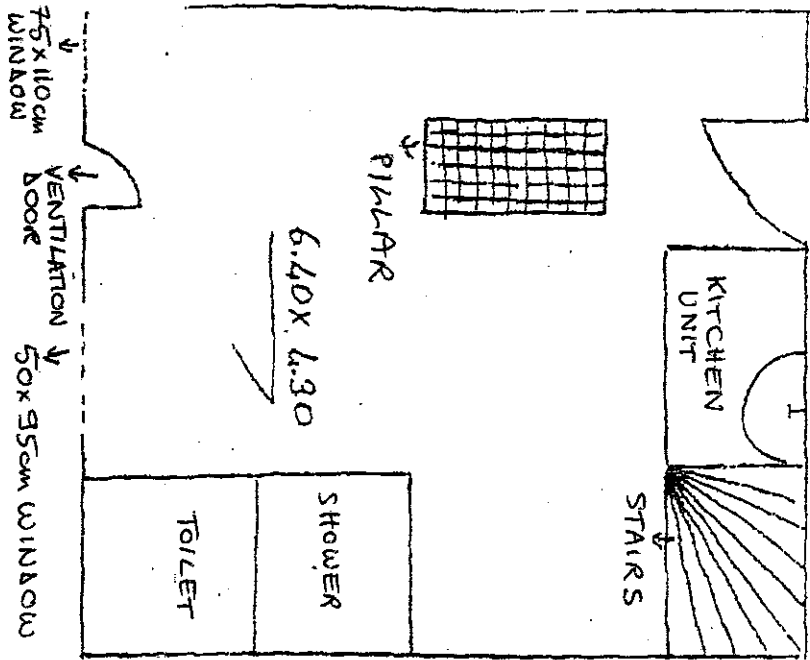 KITCHEN
UNIT
STAIRS
PILLAR
6.40X 4.30
SHOWER
TOILET
75X110cm
WINDOW
VENTILATION
DOOR
50X95cm WINDOW